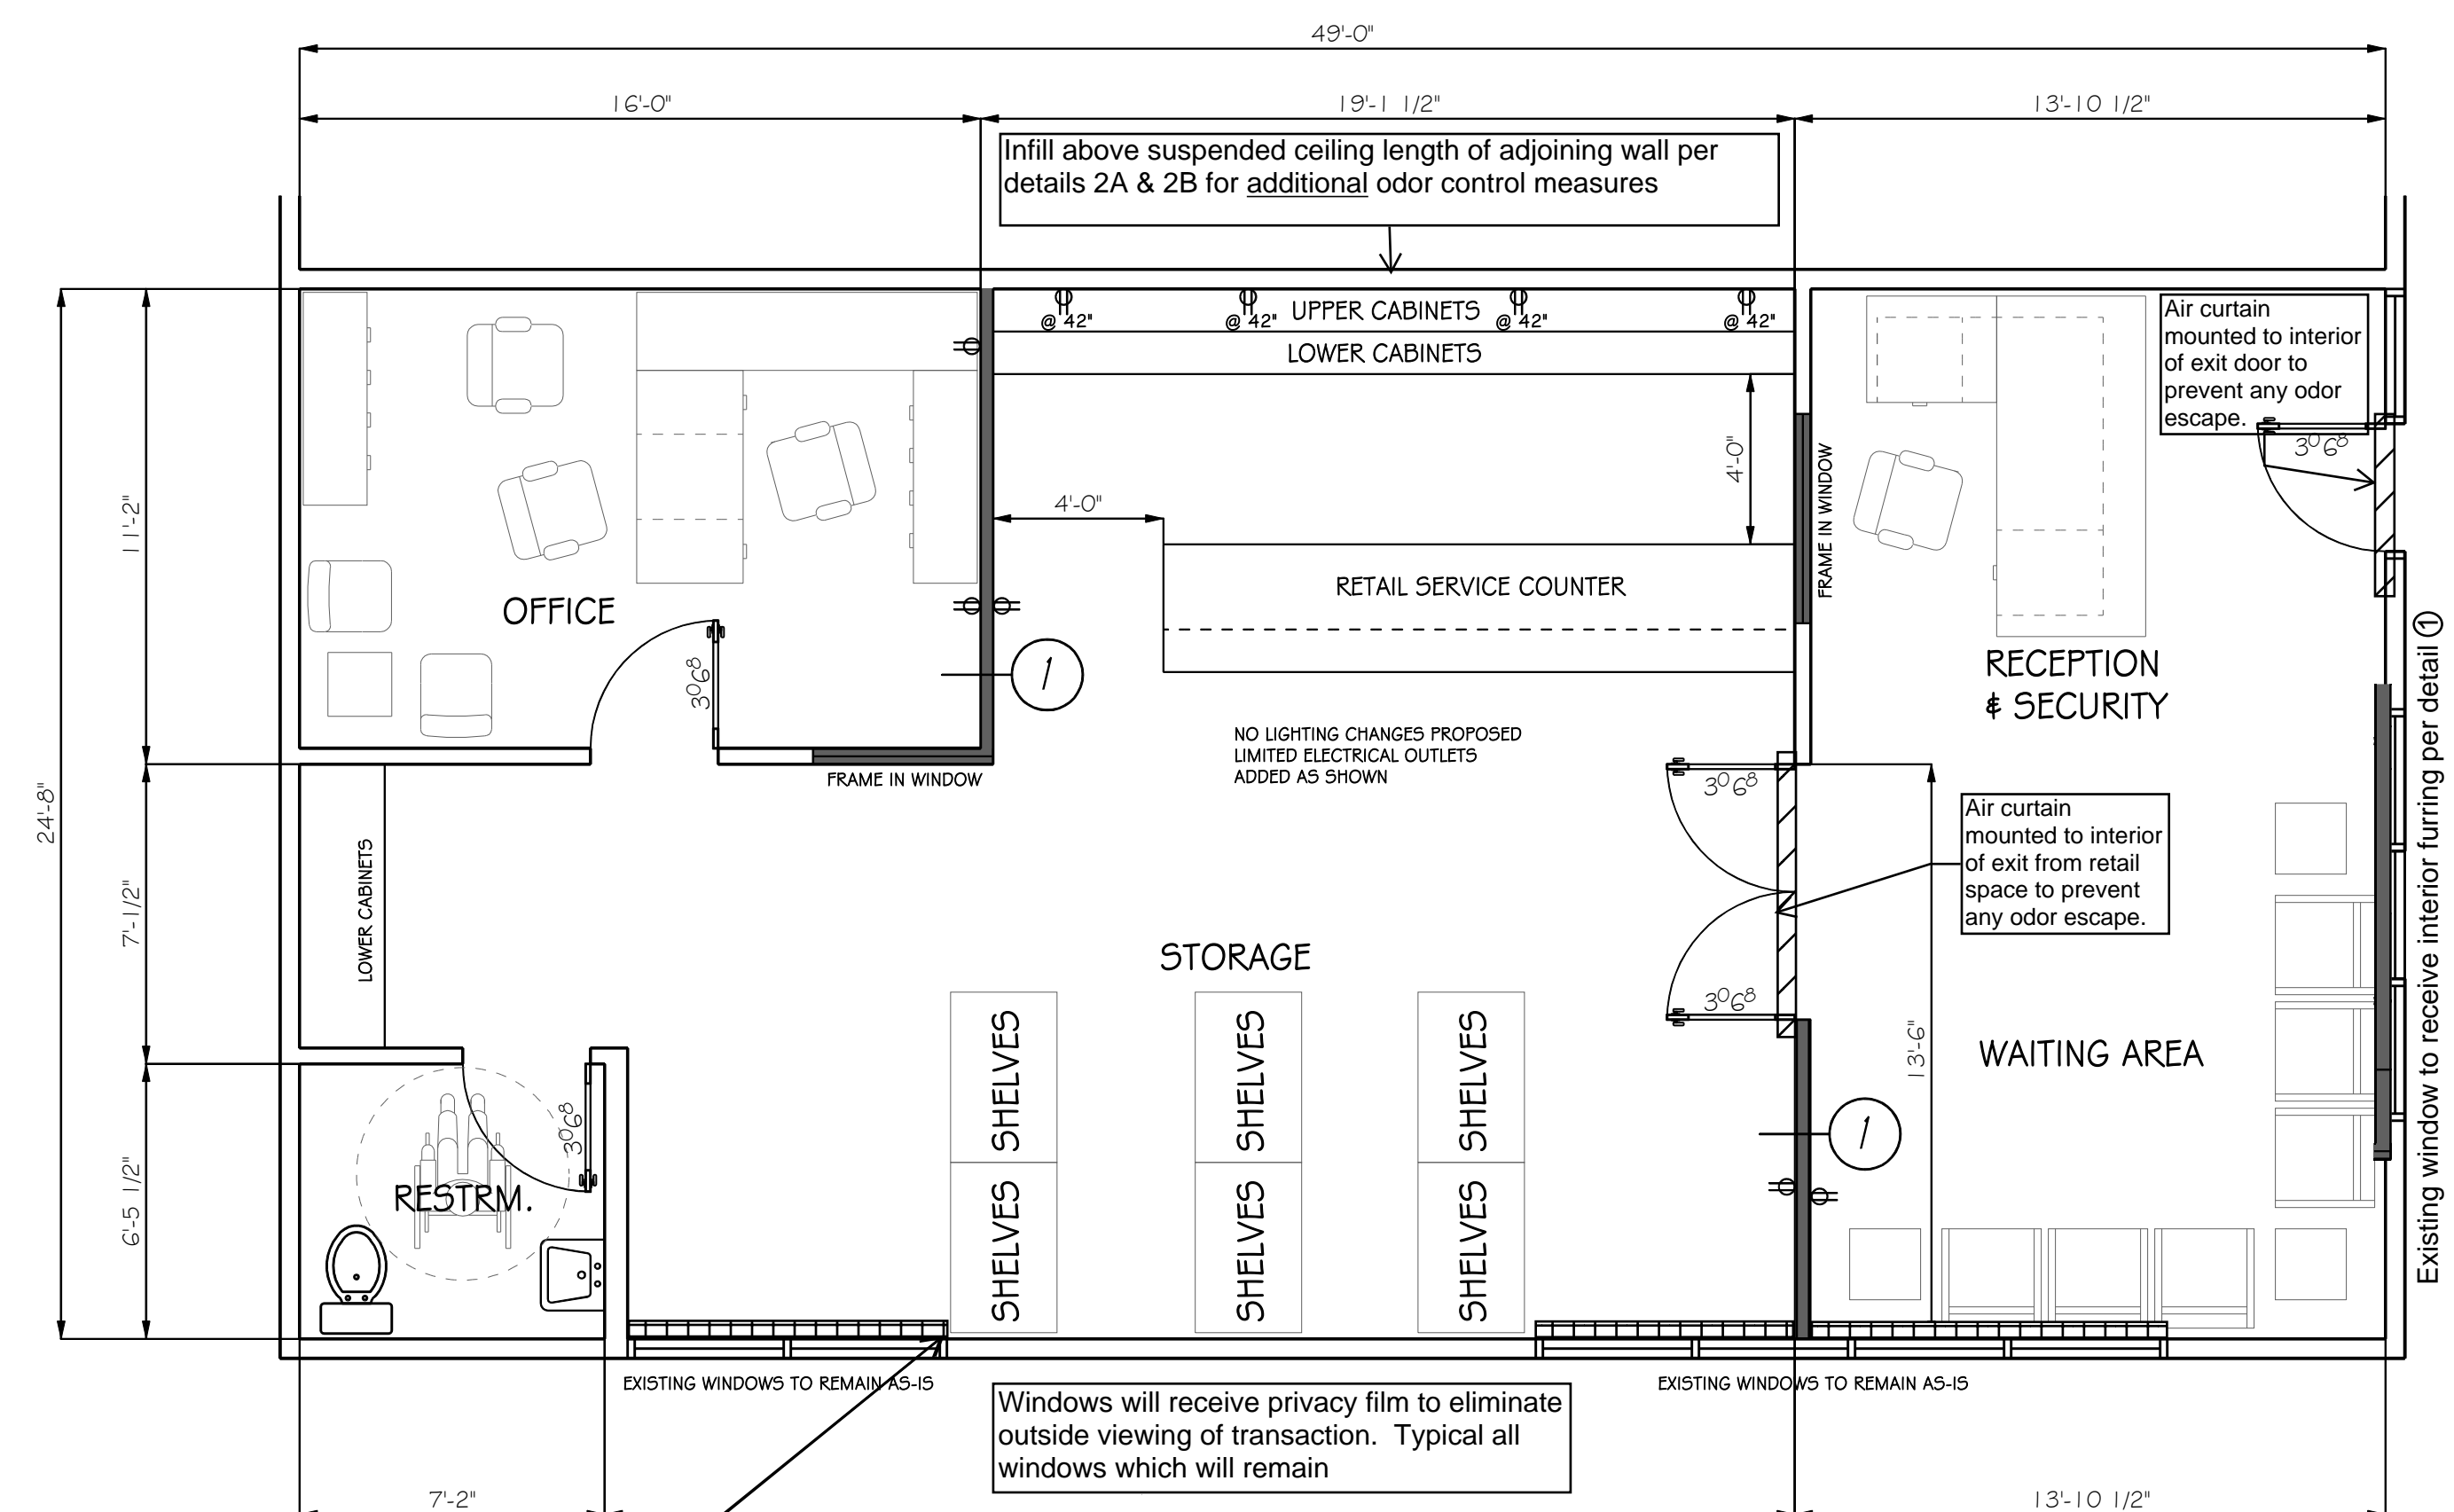 49'-0"
16'-0"
19'-1 1/2"
13'-10 1/2"
Infill above suspended ceiling length of adjoining wall per
details 2A & 2B for additional odor control measures
@ 42"
@ 42"
UPPER CABINETS
@ 42"
@ 42"
LOWER CABINETS
Air curtain
mounted to interior
of exit door to
prevent any odor
escape.
3068
4'-0"
4'-0"
FRAME IN WINDOW
11'-2"
RETAIL SERVICE COUNTER
OFFICE
3068
1
RECEPTION
& SECURITY
Existing window to receive interior furring per detail 1
NO LIGHTING CHANGES PROPOSED
LIMITED ELECTRICAL OUTLETS
ADDED AS SHOWN
FRAME IN WINDOW
3068
24'-8"
Air curtain
mounted to interior
of exit from retail
space to prevent
any odor escape.
LOWER CABINETS
7'-1/2"
STORAGE
3068
13'-6"
WAITING AREA
SHELVES
SHELVES
SHELVES
3068
1
6'-5 1/2"
RESTRM.
SHELVES
SHELVES
SHELVES
EXISTING WINDOWS TO REMAIN AS-IS
EXISTING WINDOWS TO REMAIN AS-IS
Windows will receive privacy film to eliminate
outside viewing of transaction.  Typical all
windows which will remain
7'-2"
13'-10 1/2"